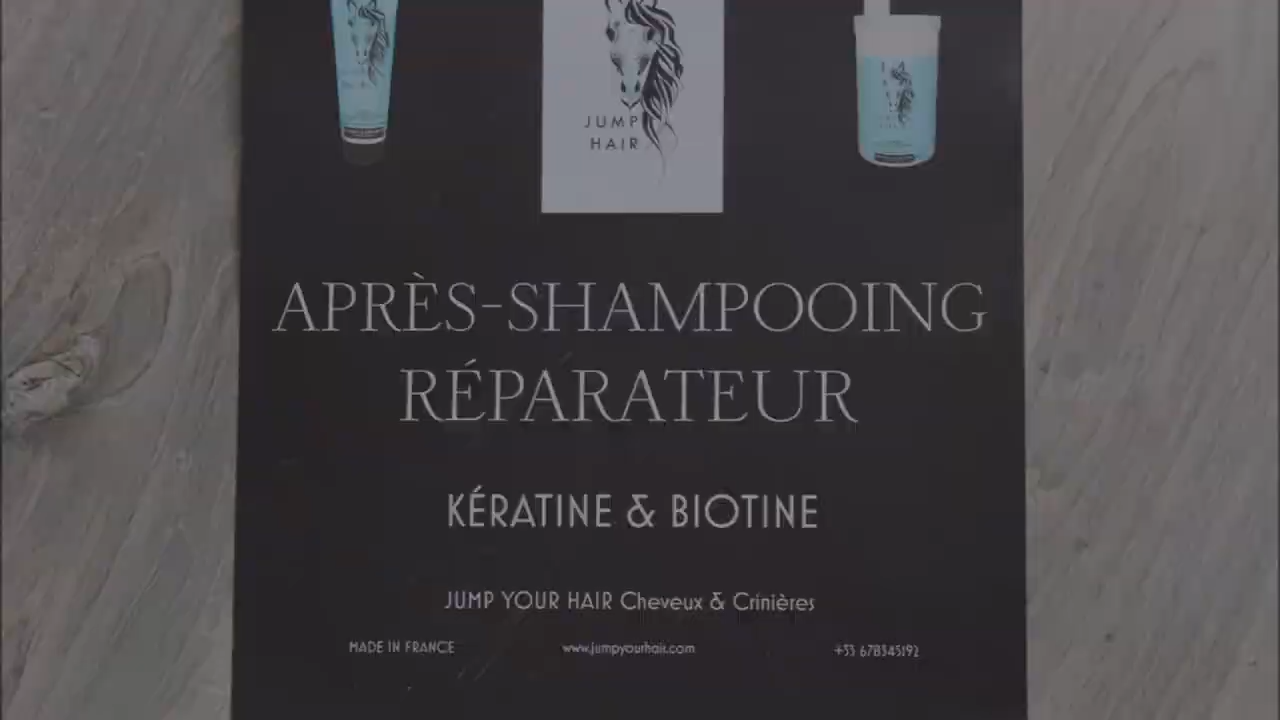 JUMP
HAIR
APRÈS-SHAMPOOING
RÉPARATEUR
KÉRATINE & BIOTINE
JUMP YOUR HAIR Cheveux & Crinières
MADE IN FRANCE
www.jumpyourhair.com
+33 678345192